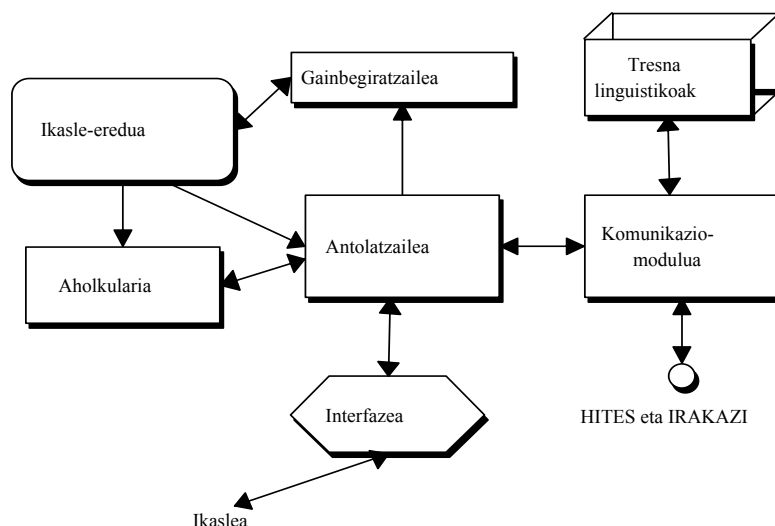 Gainbegiratzailea
Tresna
linguistikoak
Ikasle-eredua
Antolatzailea
Komunikazio-
modulua
Aholkularia
Interfazea
HITES eta IRAKAZI
Ikaslea